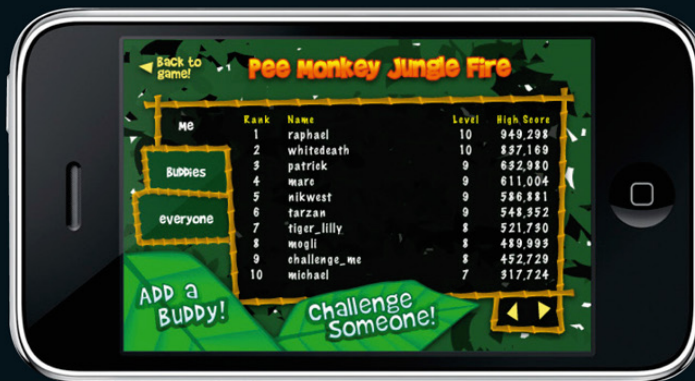 Back to
game!
Pee Monkey Jungle Fire
Me
Buddies
everyone
Rank Name Level High Score
1 raphael 10 949,298
2 whitedeath 10 837,169
3 patrick 9 632,980
4 marc 9 611,004
5 nikwest 9 586,881
6 tarzan 9 548,352
7 tiger_lilly 8 521,730
8 mogli 8 489,993
9 challenge_me 8 452,729
10 michael 7 317,724
ADD a
BUDDY!
challenge
Someone!